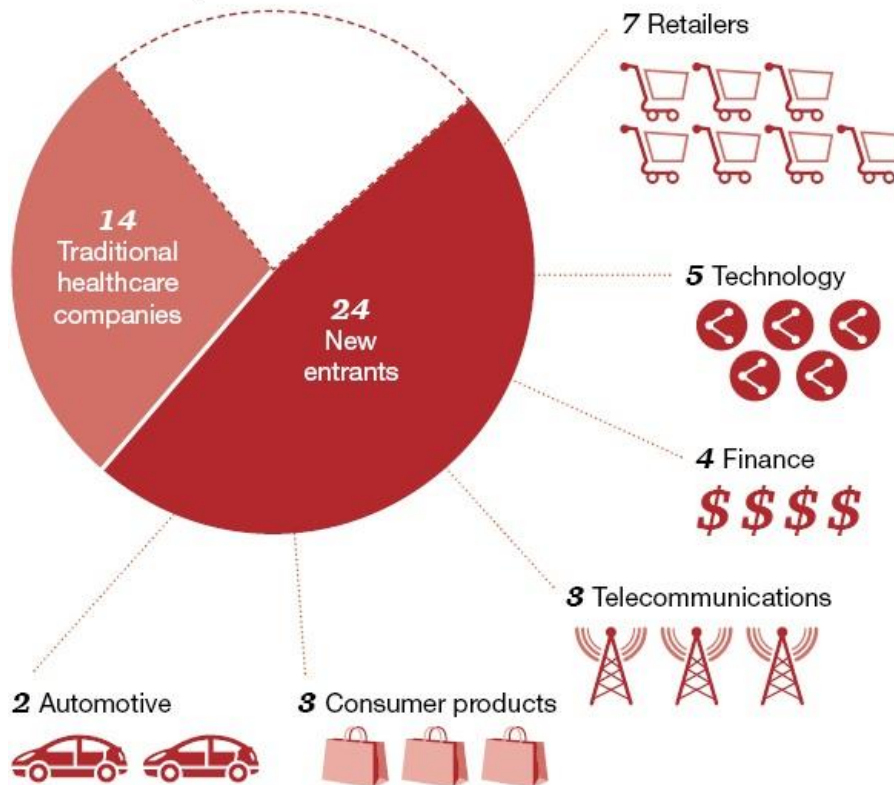 7 Retailers
14
Traditional
healthcare
companies
24
New
entrants
5 Technology
4 Finance
$ $ $ $
3 Telecommunications
2 Automotive
3 Consumer products